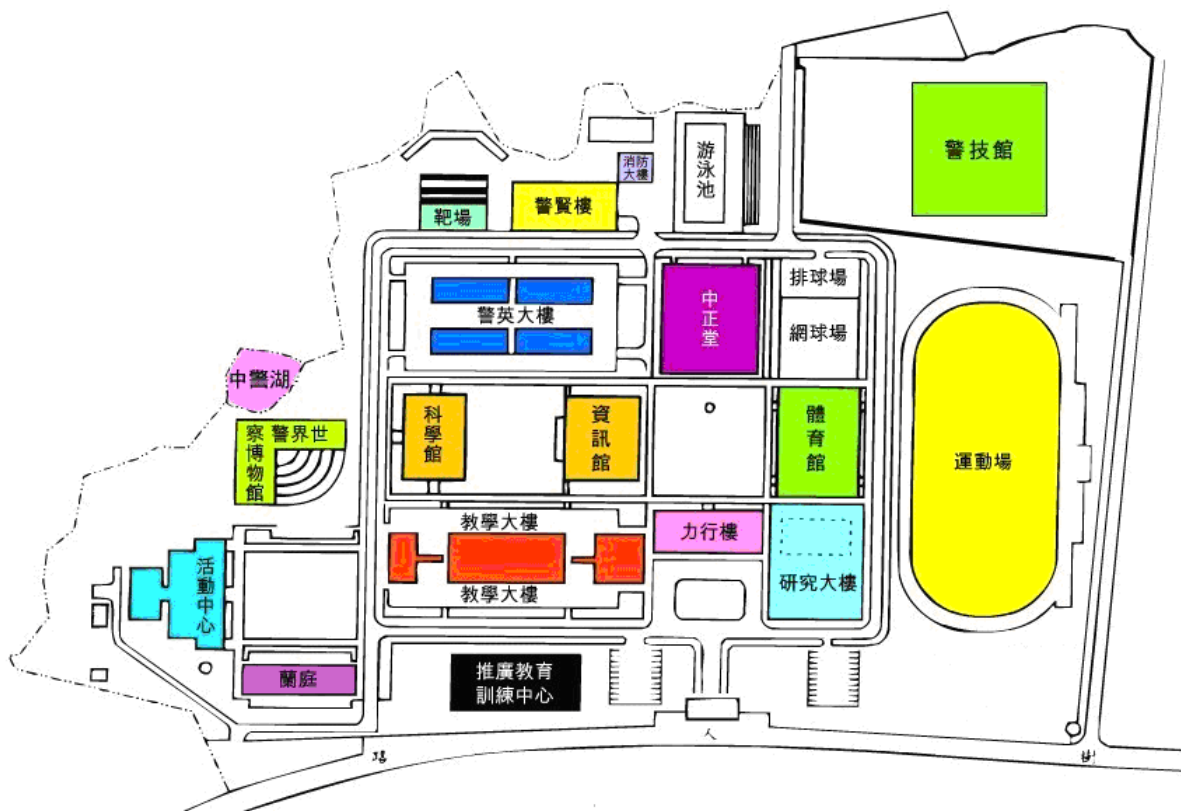 警技館
消防
大樓
游泳池
靶場
警賢樓
排球場
中正堂
警英大樓
網球場
中警湖
科學館
資訊館
體育館
察警界世
博物館
運動場
教學大樓
力行樓
活動中心
研究大樓
教學大樓
蘭庭
推廣教育
訓練中心
人
路
樹